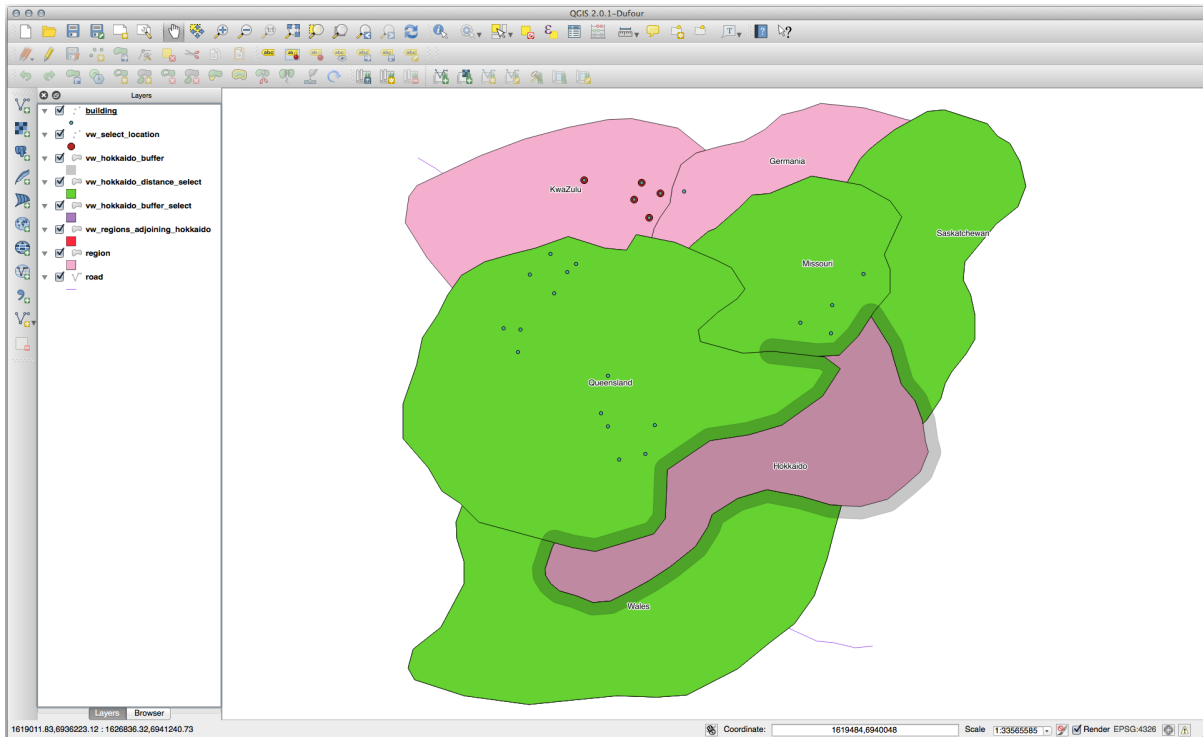 QGIS 2.0.1-Dufour
Layers
building
vw_select_location
vw_hokkaido_buffer
vw_hokkaido_distance_select
vw_hokkaido_buffer_select
vw_regions_adjoining_hokkaido
region
road
KwaZulu
Germania
Saskatchewan
Missouri
Queensland
Hokkaido
Wales
Layers
Browser
1619011.83,6936223.12 : 1626836.32,6941240.73
Coordinate:
1619484,6940048
Scale
1:33565585
Render
EPSG:4326